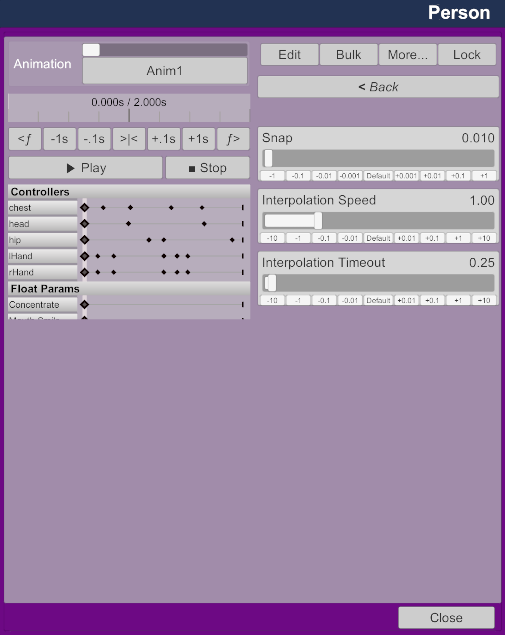 Person
Animation
Anim1
0.000s / 2.000s
<ƒ -1s -.1s >|< +.1s +1s ƒ>
▶ Play ■ Stop
Controllers
chest
head
hip
lHand
rHand
Float Params
Concentrate
Edit Bulk More... Lock
< Back
Snap 0.010
-1 -0.1 -0.01 -0.001 Default +0.001 +0.01 +0.1 +1
Interpolation Speed 1.00
-10 -1 -0.1 -0.01 Default +0.01 +0.1 +1 +10
Interpolation Timeout 0.25
-10 -1 -0.1 -0.01 Default +0.01 +0.1 +1 +10
Close